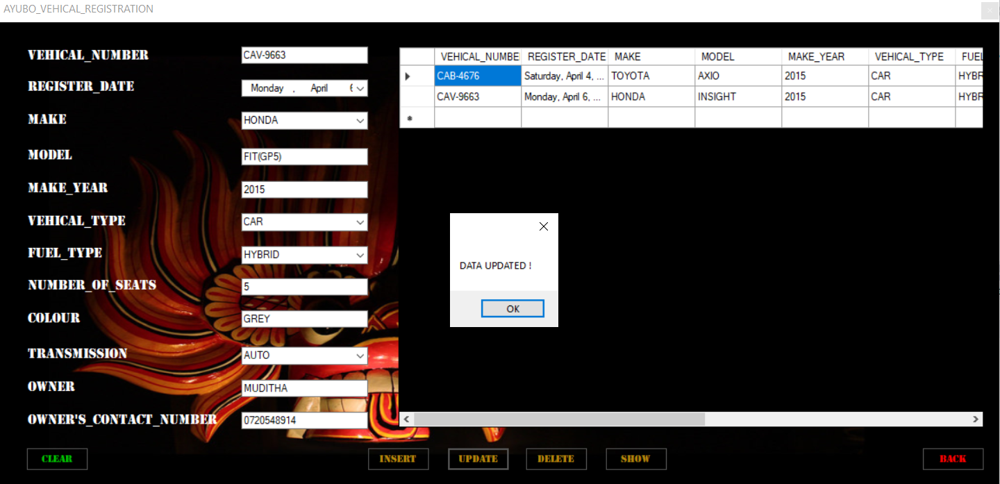 AYUBO_VEHICAL_REGISTRATION
VEHICAL_NUMBER CAV-9663
REGISTER_DATE Monday , April
MAKE HONDA
MODEL FIT(GP5)
MAKE_YEAR 2015
VEHICAL_TYPE CAR
FUEL_TYPE HYBRID
NUMBER_OF_SEATS 5
COLOUR GREY
TRANSMISSION AUTO
OWNER MUDITHA
OWNER'S_CONTACT_NUMBER 0720548914
VEHICAL_NUMBE REGISTER_DATE MAKE MODEL MAKE_YEAR VEHICAL_TYPE FUEL
CAB-4676 Saturday, April 4, ... TOYOTA AXIO 2015 CAR HYBR
CAV-9663 Monday, April 6, ... HONDA INSIGHT 2015 CAR HYBR
DATA UPDATED !
OK
CLEAR INSERT UPDATE DELETE SHOW BACK